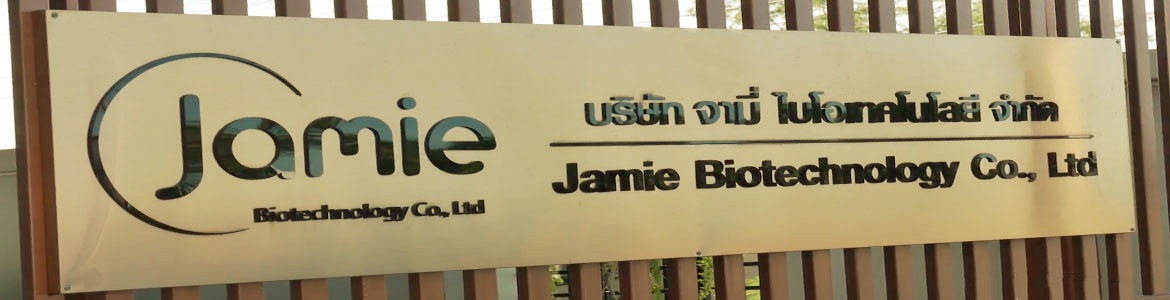 Jamie
Biotechnology Co., Ltd
บริษัท จามี่ ไบโอเทคโนโลยี จำกัด
Jamie Biotechnology Co., Ltd